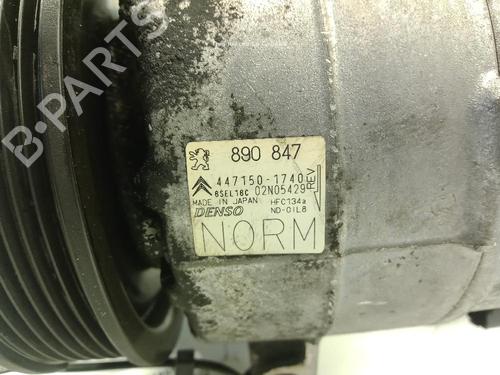 B-PARTS
890 847
447150-1740
6SEL16C 02N05429
REV
MADE IN JAPAN HFC134a
DENSO ND-OIL8
NORM